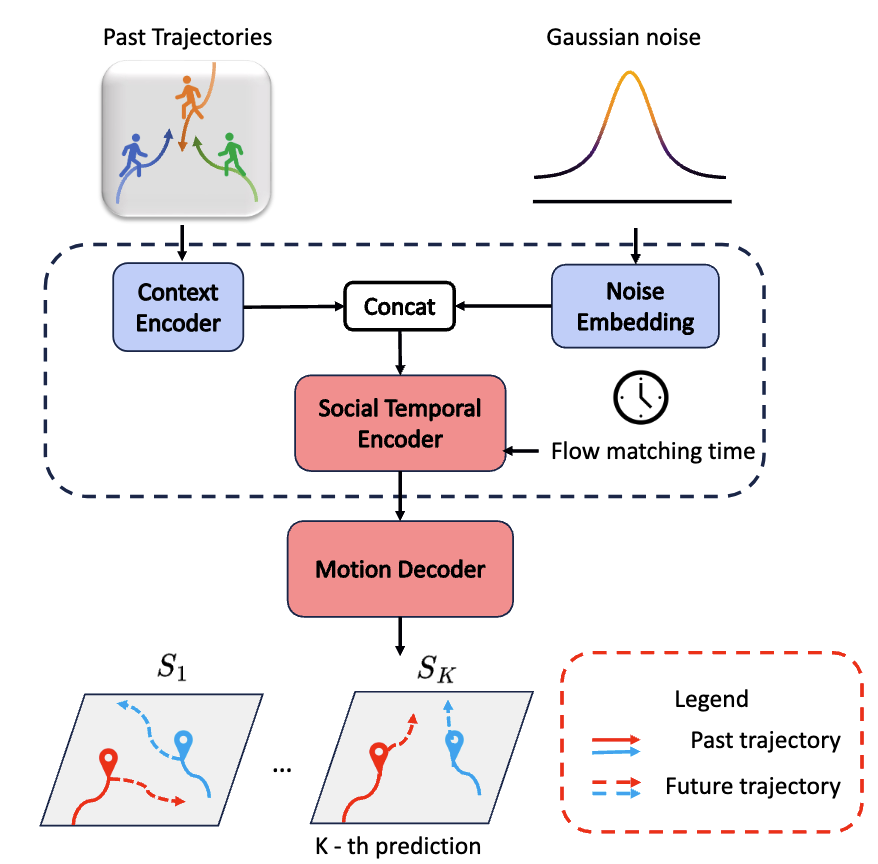 Past Trajectories
Gaussian noise
Context
Encoder
Concat
Noise
Embedding
Social Temporal
Encoder
Flow matching time
Motion Decoder
S₁
S_K
...
K - th prediction
Legend
Past trajectory
Future trajectory